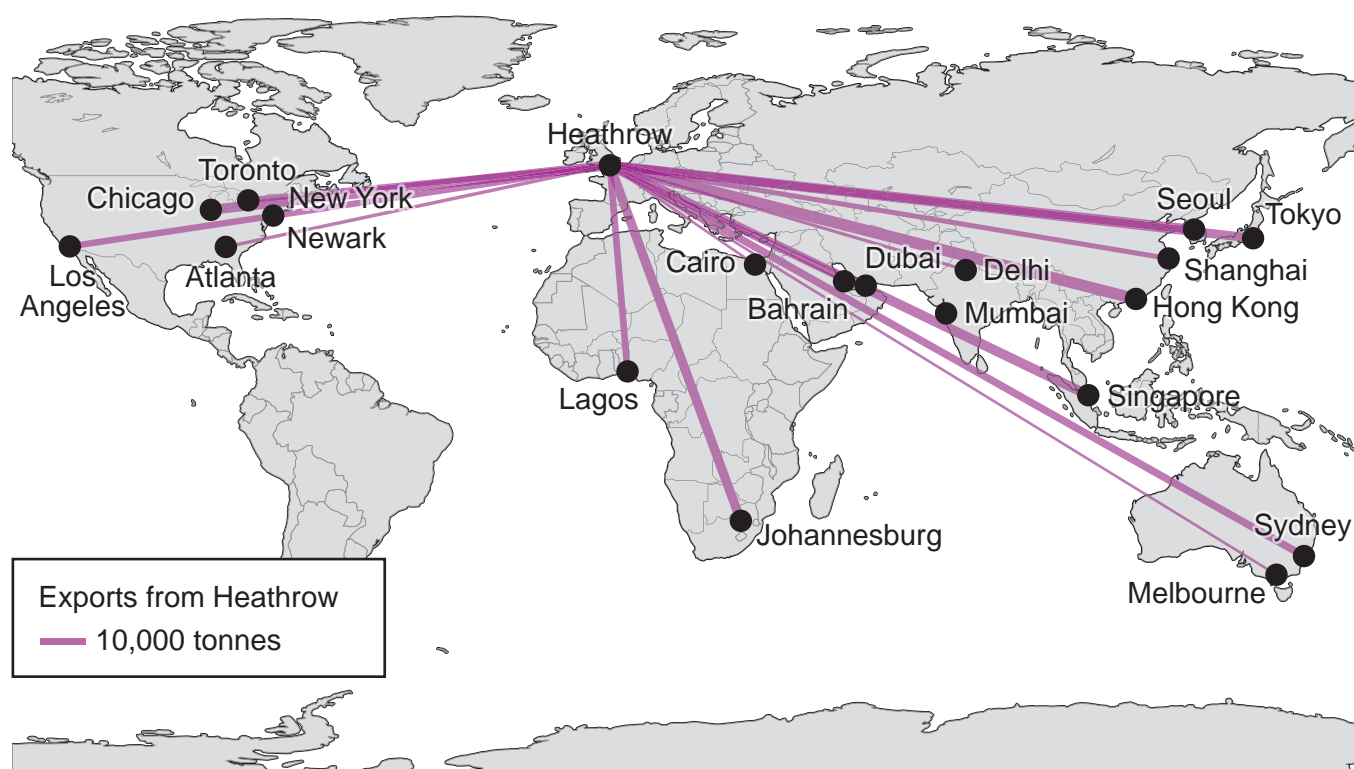 Heathrow
Toronto
Chicago
New York
Newark
Los
Angeles
Atlanta
Seoul
Tokyo
Cairo
Dubai
Delhi
Shanghai
Bahrain
Mumbai
Hong Kong
Lagos
Singapore
Johannesburg
Sydney
Melbourne
Exports from Heathrow
10,000 tonnes